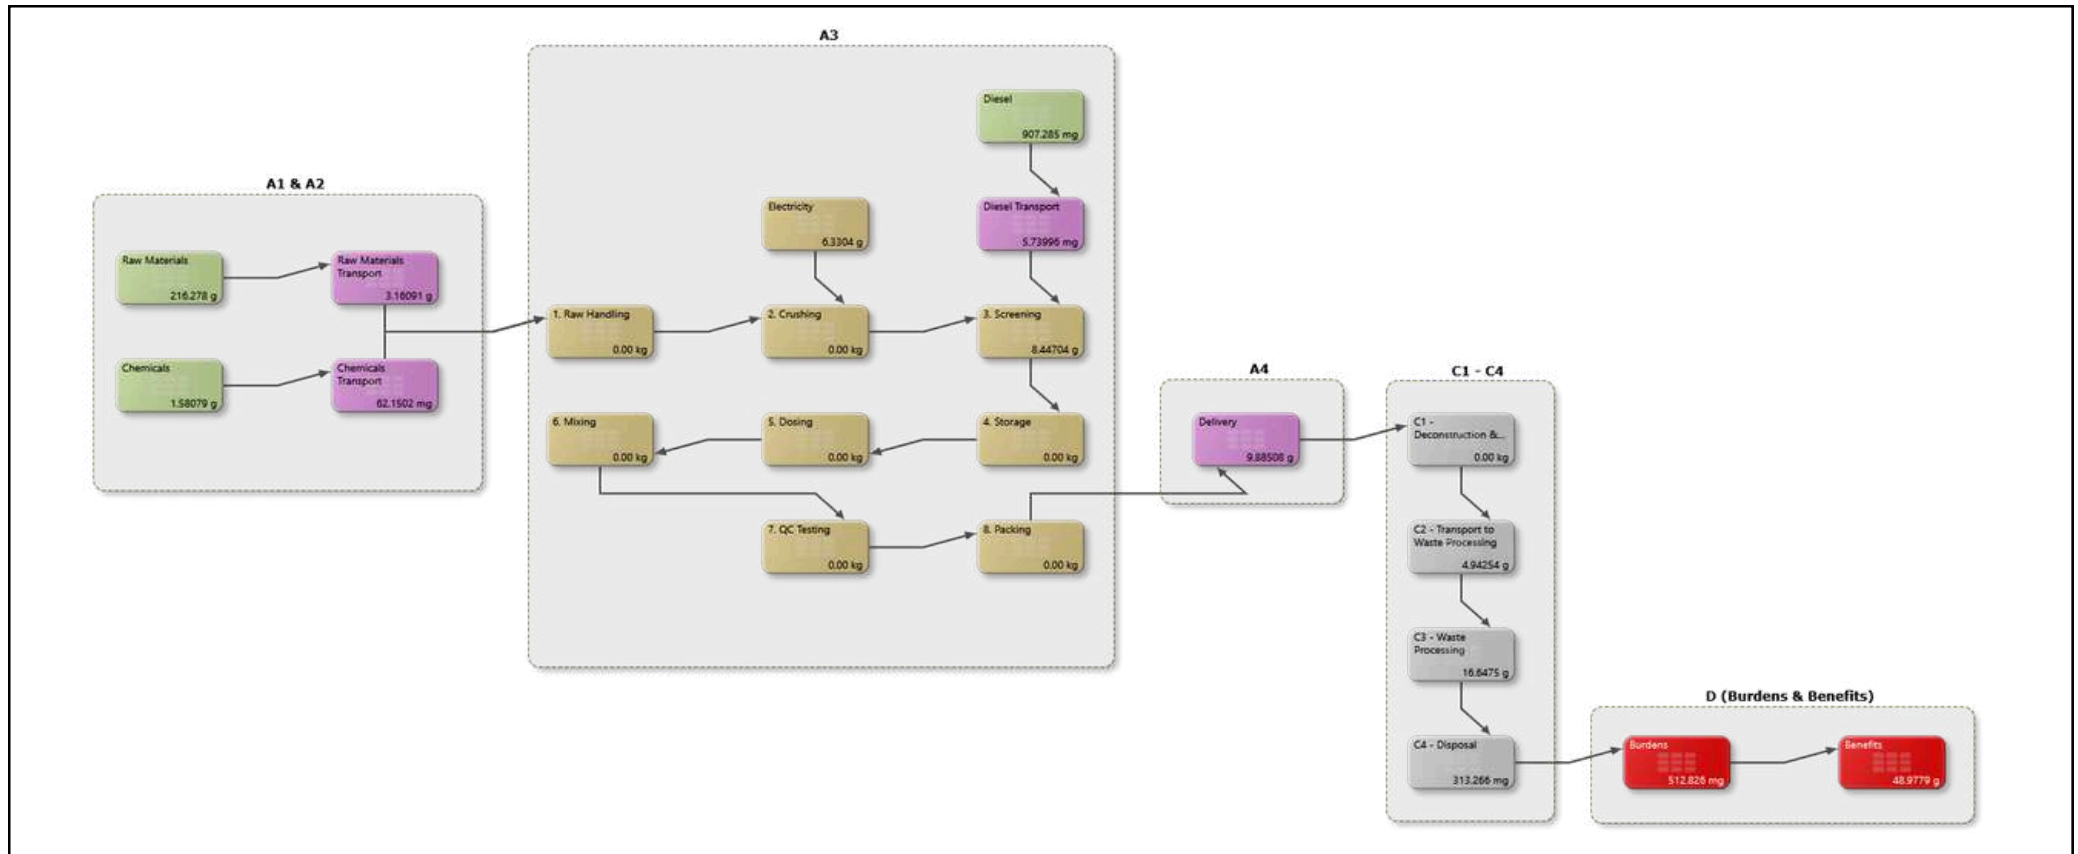 A1 & A2
Raw Materials
216.278 g
Raw Materials
Transport
3.16091 g
Chemicals
1.58079 g
Chemicals
Transport
62.1502 mg
A3
Diesel
907.285 mg
Electricity
6.3304 g
Diesel Transport
5.73996 mg
1. Raw Handling
0.00 kg
2. Crushing
0.00 kg
3. Screening
8.44704 g
6. Mixing
0.00 kg
5. Dosing
0.00 kg
4. Storage
0.00 kg
7. QC Testing
0.00 kg
8. Packing
0.00 kg
A4
Delivery
9.88508 g
C1 - C4
C1 -
Deconstruction &...
0.00 kg
C2 - Transport to
Waste Processing
4.94254 g
C3 - Waste
Processing
16.6475 g
C4 - Disposal
313.266 mg
D (Burdens & Benefits)
Burdens
512.826 mg
Benefits
48.9779 g